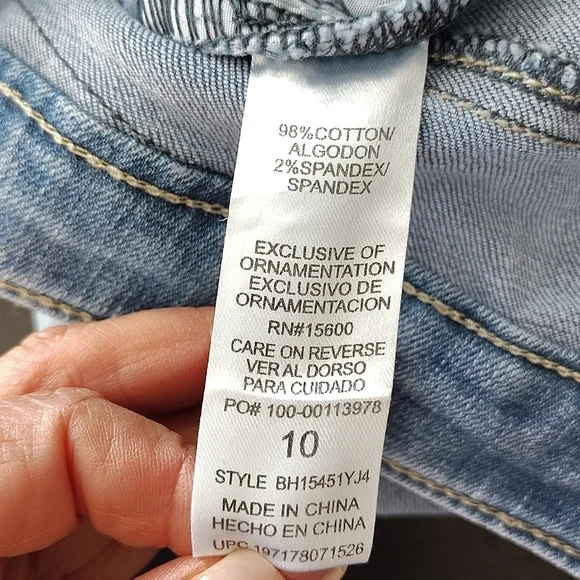 98%COTTON/
ALGODON
2%SPANDEX/
SPANDEX
EXCLUSIVE OF
ORNAMENTATION
EXCLUSIVO DE
ORNAMENTACION
RN#15600
CARE ON REVERSE
VER AL DORSO
PARA CUIDADO
PO# 100-00113978
10
STYLE BH15451YJ4
MADE IN CHINA
HECHO EN CHINA
UPC 197178071526